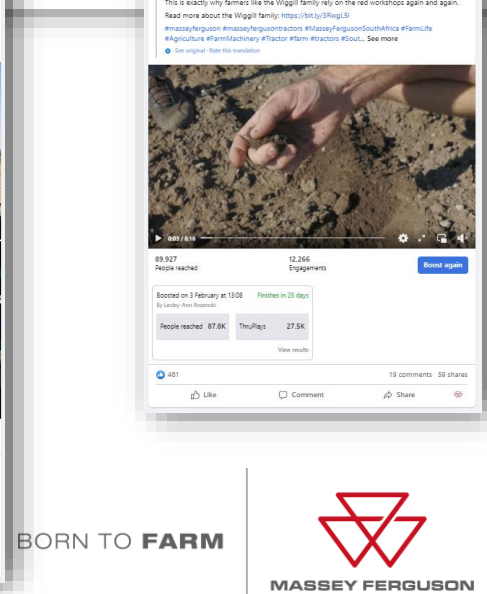 This is exactly why farmers like the Wiggill family rely on the red workshops again and again.
Read more about the Wiggill family: https://bit.ly/3RwgL5I
#masseyferguson #masseyfergusontractors #MasseyFergusonSouthAfrica #FarmLife
#Agriculture #FarmMachinery #Tractor #farm #tractors #Sout... See more
See original · Rate this translation
0:03 / 8:16
89,927 12,266
People reached Engagements
Boost again
Boosted on 3 February at 13:08 Finishes in 25 days
By Lesley-Ann Rozanski
People reached 87.8K ThruPlays 27.5K
View results
461 19 comments 59 shares
Like Comment Share
BORN TO FARM
MASSEY FERGUSON